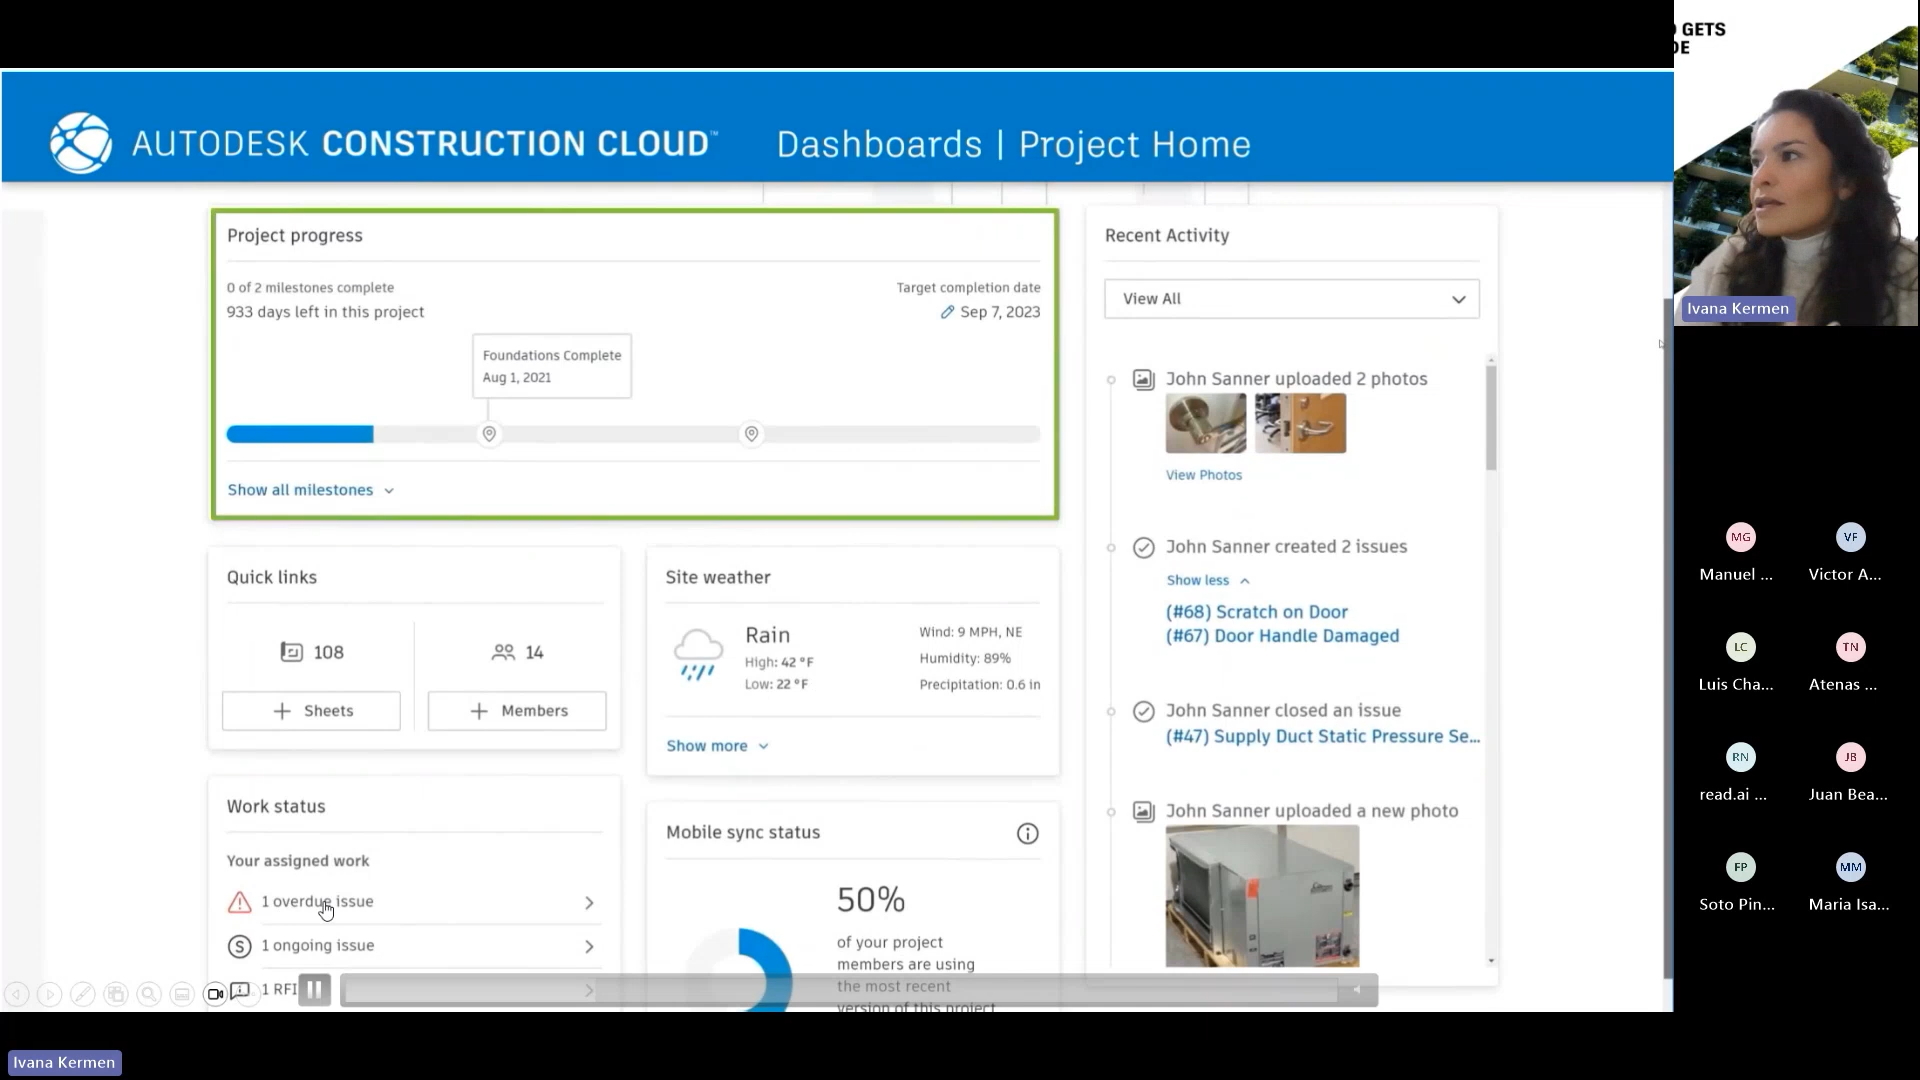 GETS
DE
AUTODESK CONSTRUCTION CLOUD™ Dashboards | Project Home
Project progress
0 of 2 milestones complete
933 days left in this project
Target completion date
Sep 7, 2023
Foundations Complete
Aug 1, 2021
Show all milestones
Quick links
108
14
+ Sheets
+ Members
Site weather
Rain
High: 42 °F
Low: 22 °F
Wind: 9 MPH, NE
Humidity: 89%
Precipitation: 0.6 in
Show more
Work status
Your assigned work
1 overdue issue
1 ongoing issue
1 RFI
Mobile sync status
50%
of your project
members are using
the most recent
version of this project
Recent Activity
View All
John Sanner uploaded 2 photos
View Photos
John Sanner created 2 issues
Show less
(#68) Scratch on Door
(#67) Door Handle Damaged
John Sanner closed an issue
(#47) Supply Duct Static Pressure Se...
John Sanner uploaded a new photo
Ivana Kermen
MG
Manuel ...
VF
Victor A...
LC
Luis Cha...
TN
Atenas ...
RN
read.ai ...
JB
Juan Bea...
FP
Soto Pin...
MM
Maria Isa...
Ivana Kermen